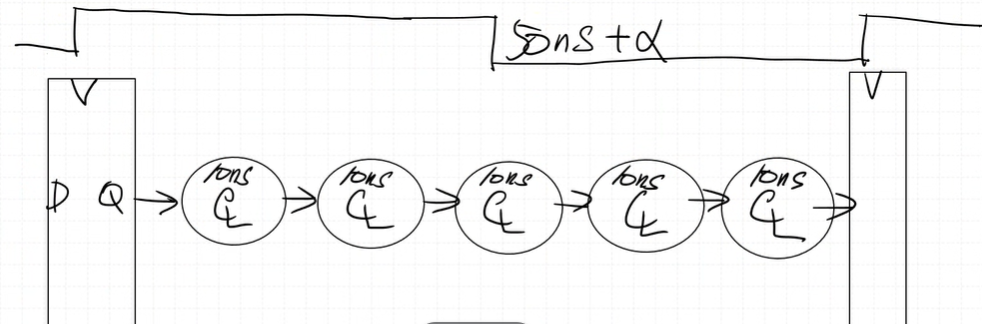 50ns+α
V V
D Q
10ns 10ns 10ns 10ns 10ns
CL CL CL CL CL